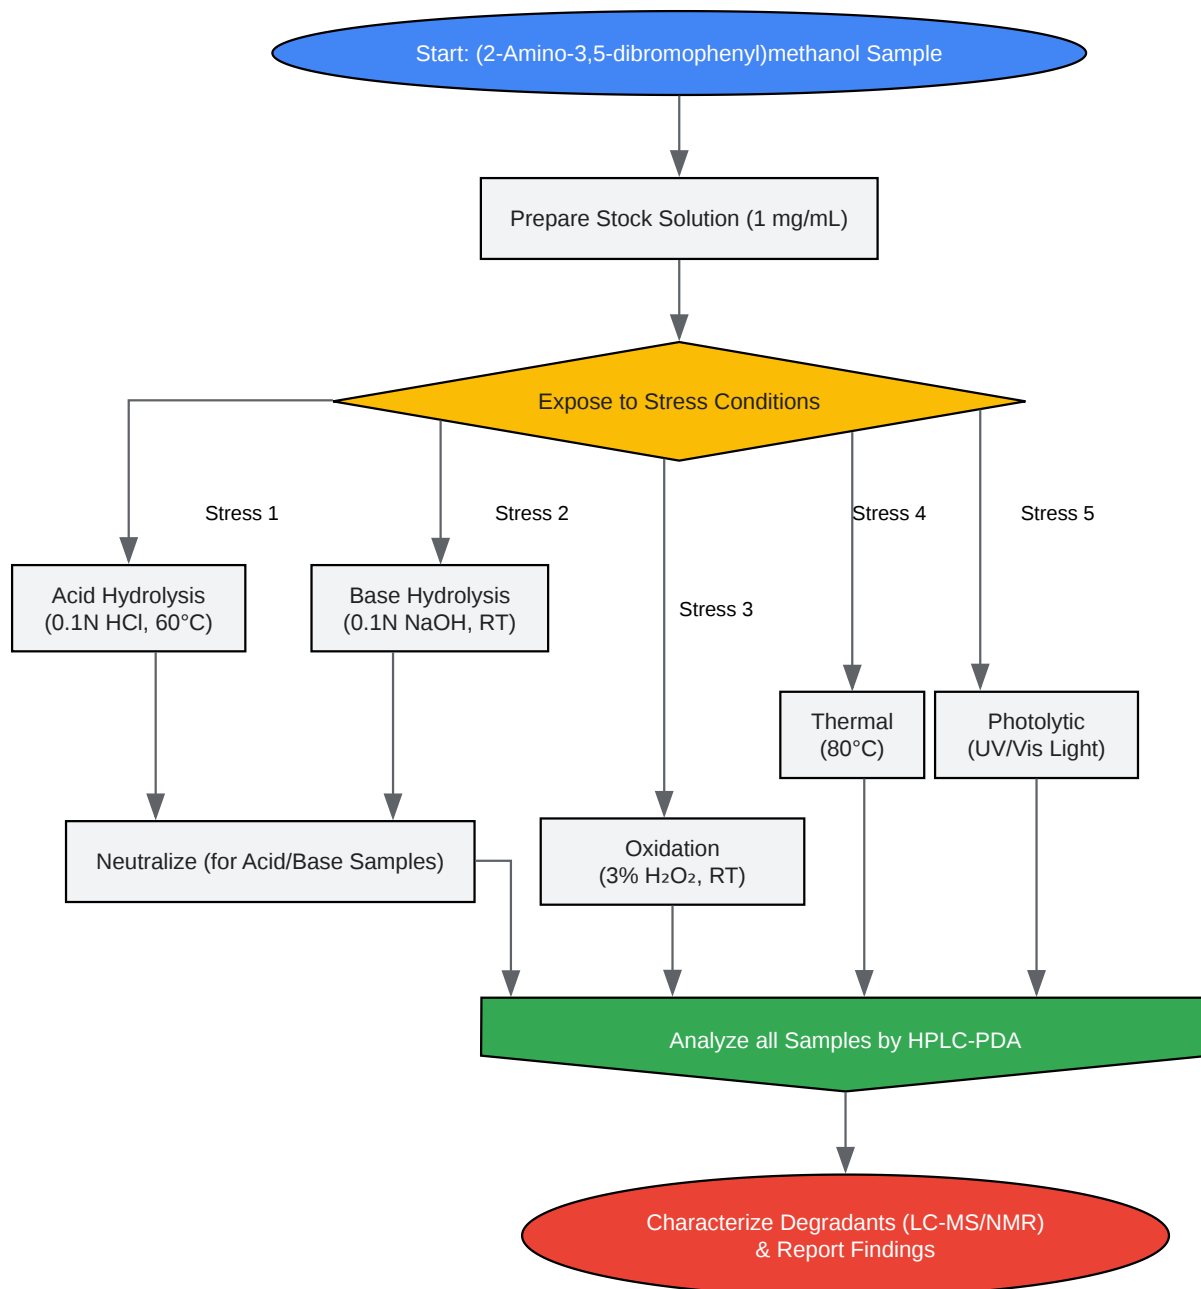 Start: (2-Amino-3,5-dibromophenyl)methanol Sample
Prepare Stock Solution (1 mg/mL)
Expose to Stress Conditions
Stress 1
Stress 2
Stress 4
Stress 5
Acid Hydrolysis
(0.1N HCl, 60°C)
Base Hydrolysis
(0.1N NaOH, RT)
Stress 3
Thermal
(80°C)
Photolytic
(UV/Vis Light)
Neutralize (for Acid/Base Samples)
Oxidation
(3% H₂O₂, RT)
Analyze all Samples by HPLC-PDA
Characterize Degradants (LC-MS/NMR)
& Report Findings